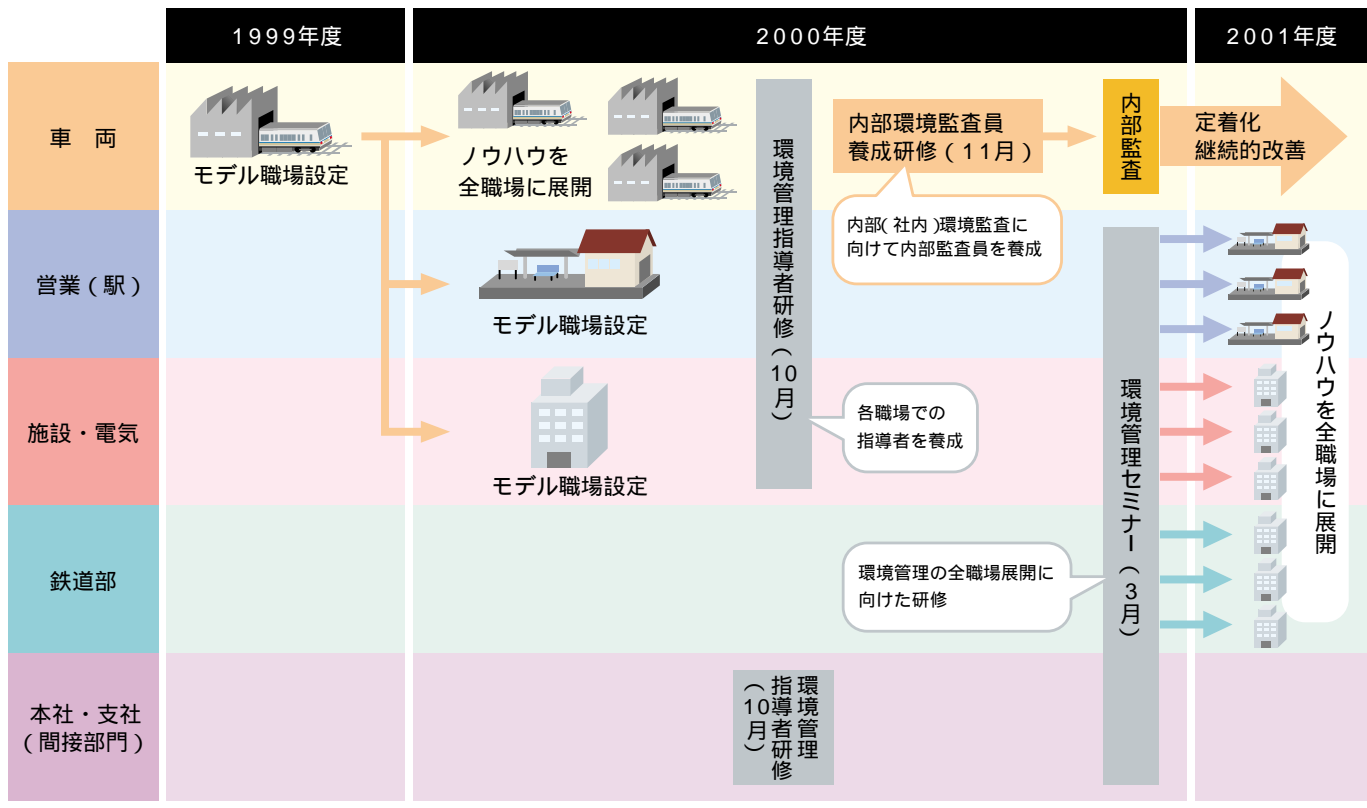 1999年度
2000年度
2001年度
車 両
モデル職場設定
ノウハウを
全職場に展開
環境管理指導者研修(10月)
内部環境監査員
養成研修(11月)
内部(社内)環境監査に
向けて内部監査員を養成
内部監査
定着化
継続的改善
営業(駅)
モデル職場設定
施設・電気
モデル職場設定
各職場での
指導者を養成
環境管理セミナー(3月)
ノウハウを全職場に展開
鉄道部
環境管理の全職場展開に
向けた研修
本社・支社
(間接部門)
環境管理
指導者研修
(10月)